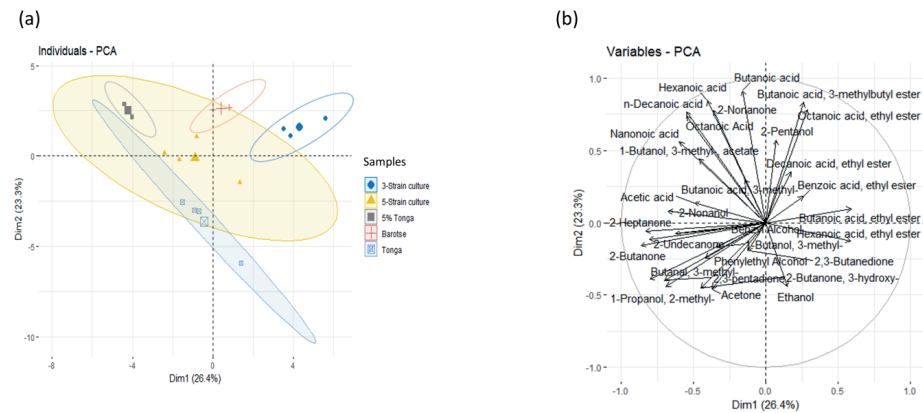 (a)
(b)
Individuals - PCA
5
0
-5
-10
Dim2 (23.3%)
-8
-4
0
4
Dim1 (26.4%)
Samples
3-Strain culture
5-Strain culture
5% Tonga
Barotse
Tonga
Variables - PCA
1.0
0.5
0.0
-0.5
-1.0
Dim2 (23.3%)
Butanoic acid
Hexanoic acid
Butanoic acid, 3-methylbutyl ester
n-Decanoic acid
2-Nonanone
Octanoic acid, ethyl ester
Octanoic Acid
2-Pentanol
Nanonoic acid
1-Butanol, 3-methyl-, acetate
Decanoic acid, ethyl ester
Butanoic acid, 3-methyl-
Benzoic acid, ethyl ester
Acetic acid
2-Nonanol
Butanoic acid, ethyl ester
2-Heptanone
Benzyl Alcohol
Hexanoic acid, ethyl ester
2-Undecanone
Butanol, 3-methyl-
2-Butanone
Phenylethyl Alcohol
2,3-Butanedione
Butanal, 3-methyl-
2,3-pentadione
2-Butanone, 3-hydroxy-
1-Propanol, 2-methyl-
Acetone
Ethanol
-1.0
-0.5
0.0
0.5
1.0
Dim1 (26.4%)